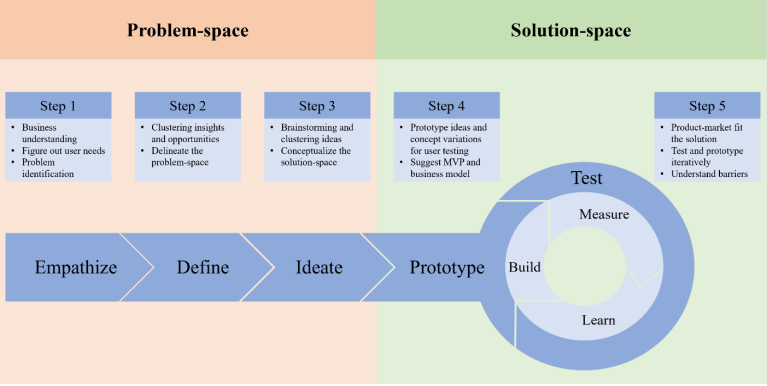 Problem-space
Solution-space
Step 1
• Business
understanding
• Figure out user needs
• Problem
identification
Step 2
• Clustering insights
and opportunities
• Delineate the
problem-space
Step 3
• Brainstorming and
clustering ideas
• Conceptualize the
solution-space
Step 4
• Prototype ideas and
concept variations
for user testing
• Suggest MVP and
business model
Step 5
• Product-market fit
the solution
• Test and prototype
iteratively
• Understand barriers
Empathize
Define
Ideate
Prototype
Test
Measure
Build
Learn